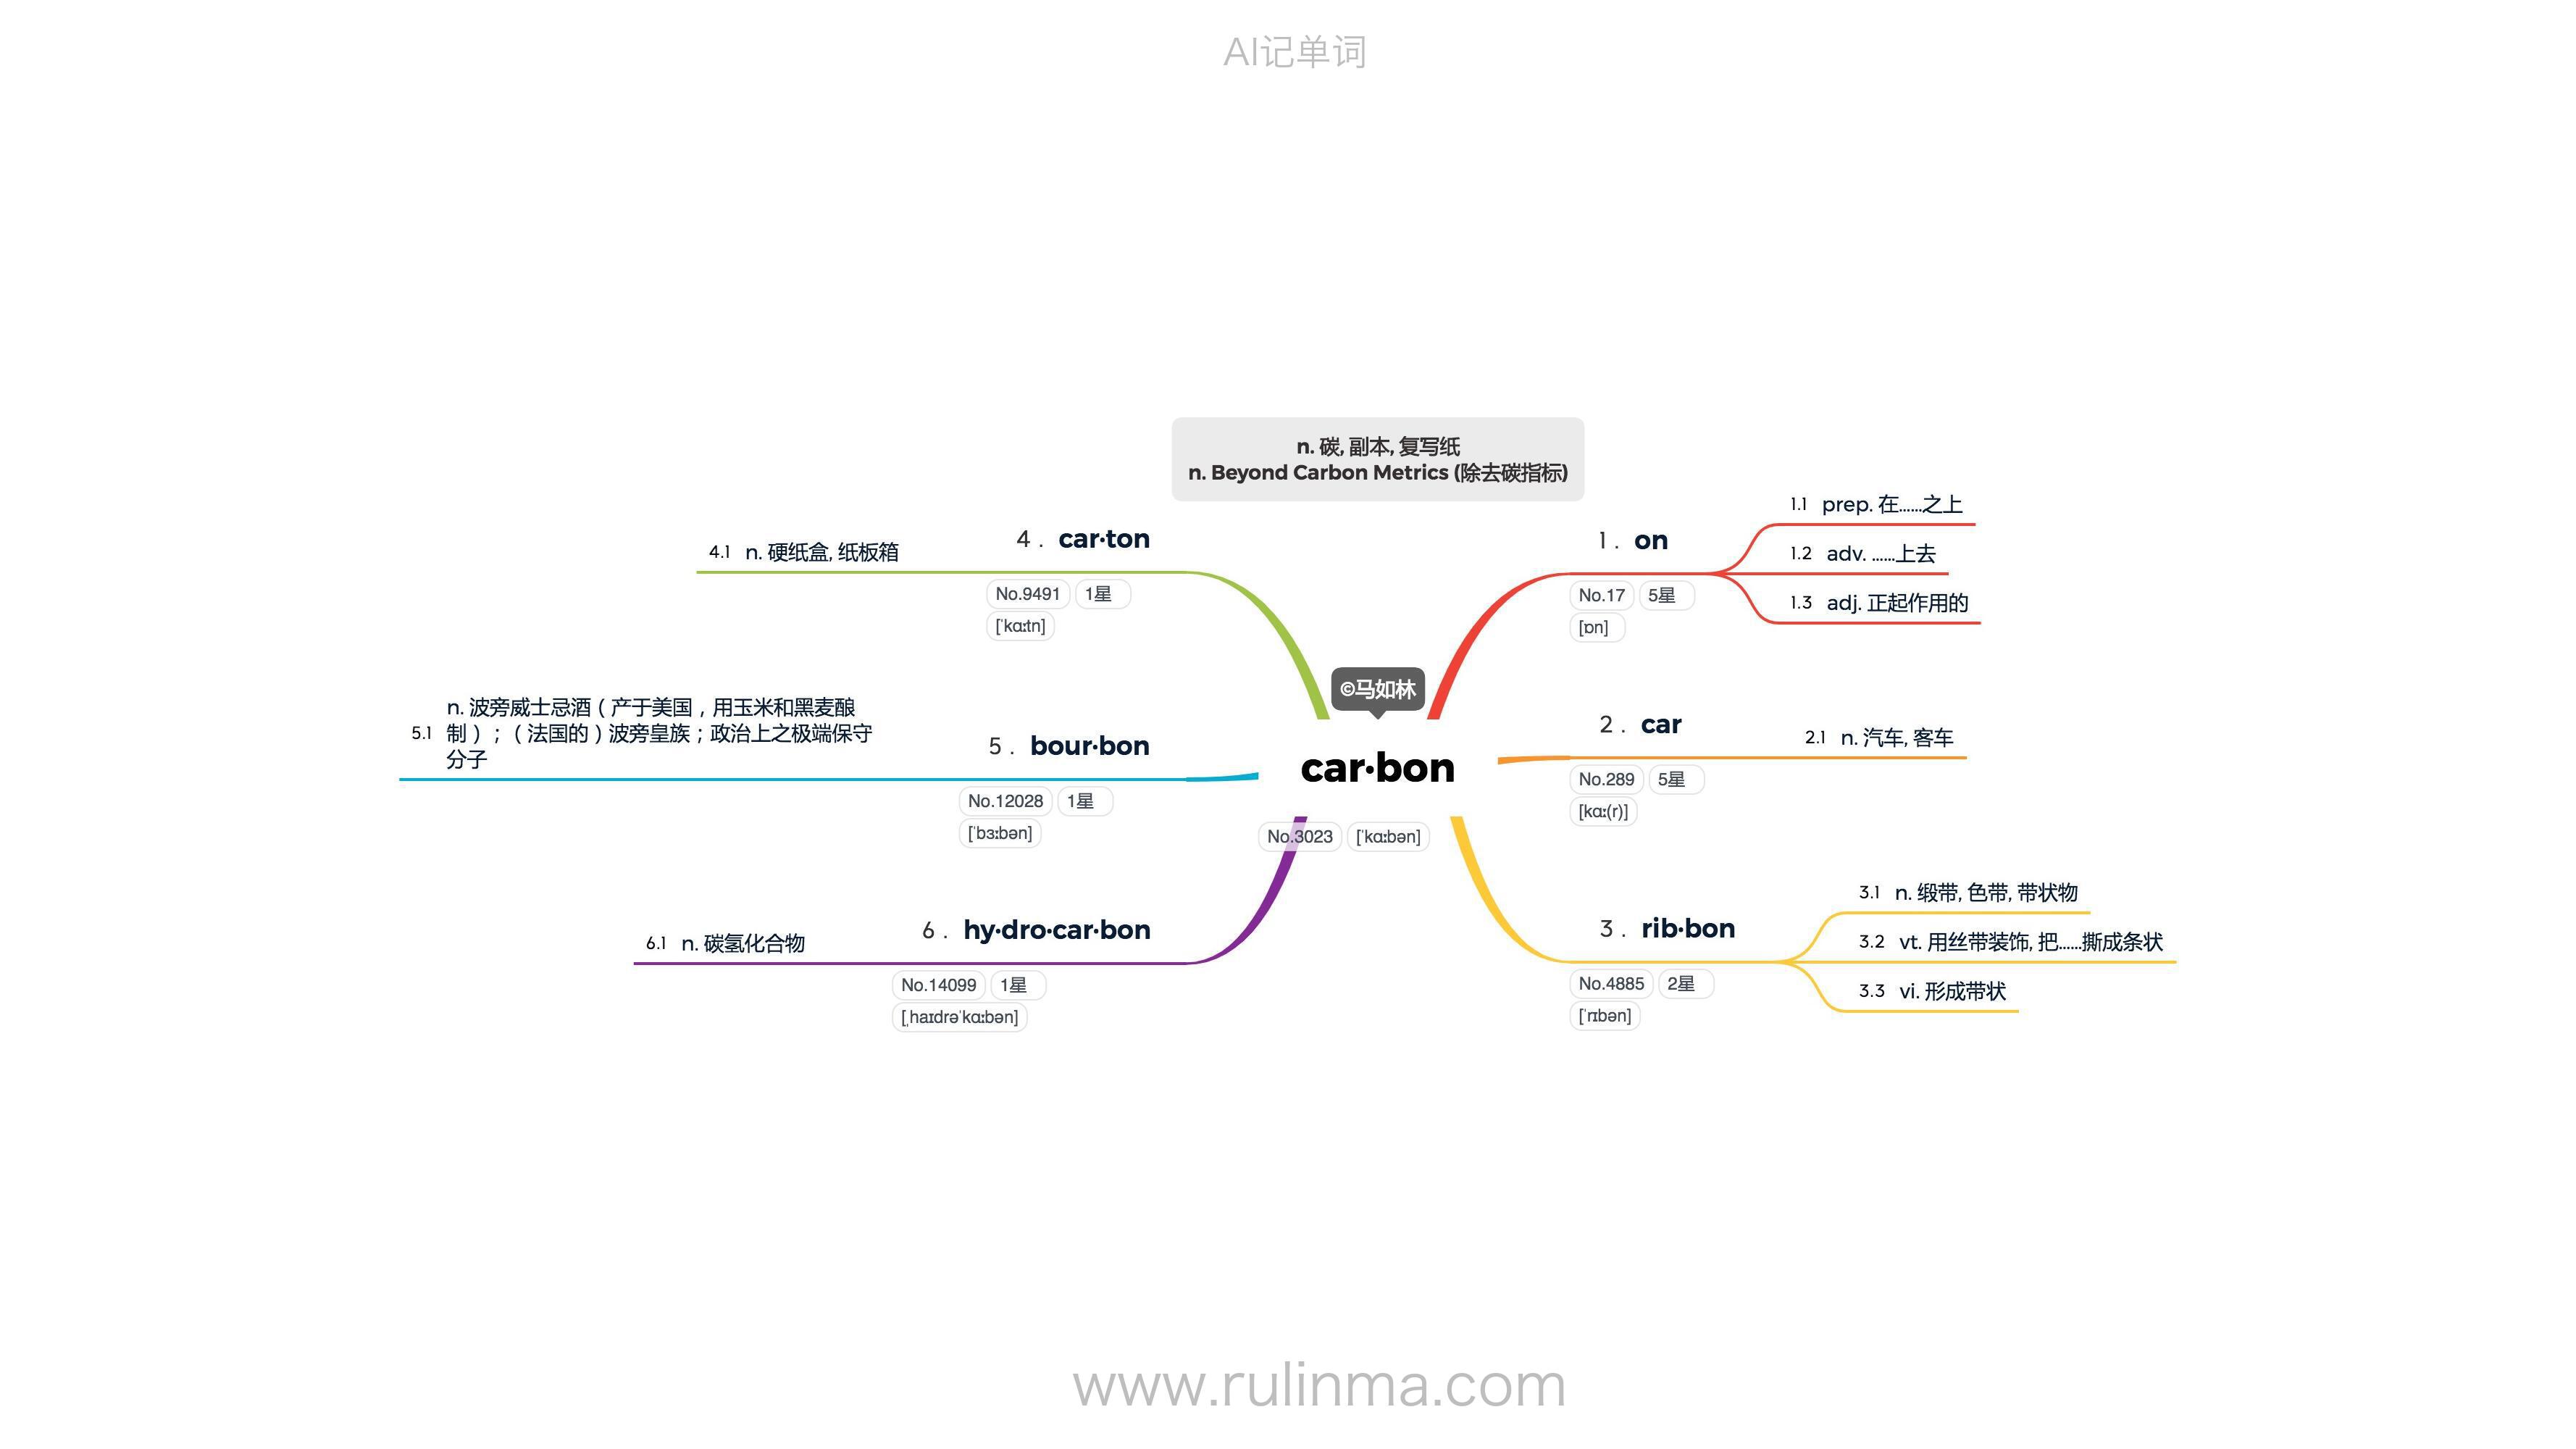 AI记单词
n. 碳, 副本, 复写纸
n. Beyond Carbon Metrics (除去碳指标)
©马如林
car·bon
No.3023 [ˈkɑːbən]
1 . on
No.17 5星
[ɒn]
1.1 prep. 在……之上
1.2 adv. ……上去
1.3 adj. 正起作用的
2 . car
No.289 5星
[kɑː(r)]
2.1 n. 汽车, 客车
3 . rib·bon
No.4885 2星
[ˈrɪbən]
3.1 n. 缎带, 色带, 带状物
3.2 vt. 用丝带装饰, 把……撕成条状
3.3 vi. 形成带状
4 . car·ton
No.9491 1星
[ˈkɑːtn]
4.1 n. 硬纸盒, 纸板箱
5 . bour·bon
No.12028 1星
[ˈbɜːbən]
5.1 n. 波旁威士忌酒（产于美国，用玉米和黑麦酿
制）；（法国的）波旁皇族；政治上之极端保守
分子
6 . hy·dro·car·bon
No.14099 1星
[ˌhaɪdrəˈkɑːbən]
6.1 n. 碳氢化合物
www.rulinma.com